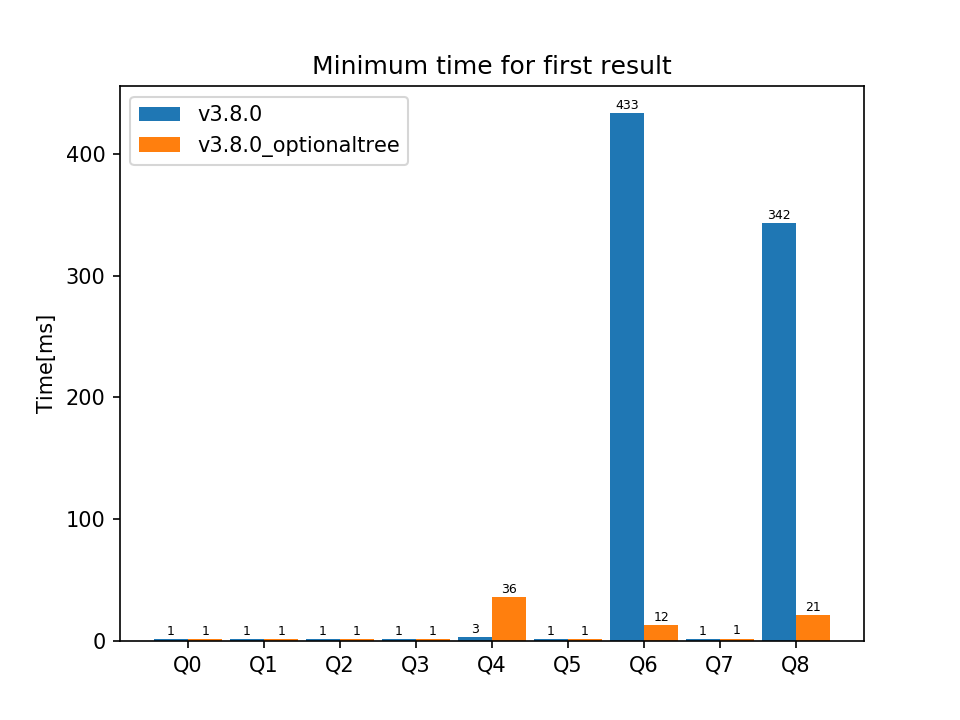 Minimum time for first result
v3.8.0
v3.8.0_optionaltree
Time[ms]
400
300
200
100
0
1 1 1 1 1 1 1 1 3 36 1 1 433 12 1 1 342 21
Q0 Q1 Q2 Q3 Q4 Q5 Q6 Q7 Q8